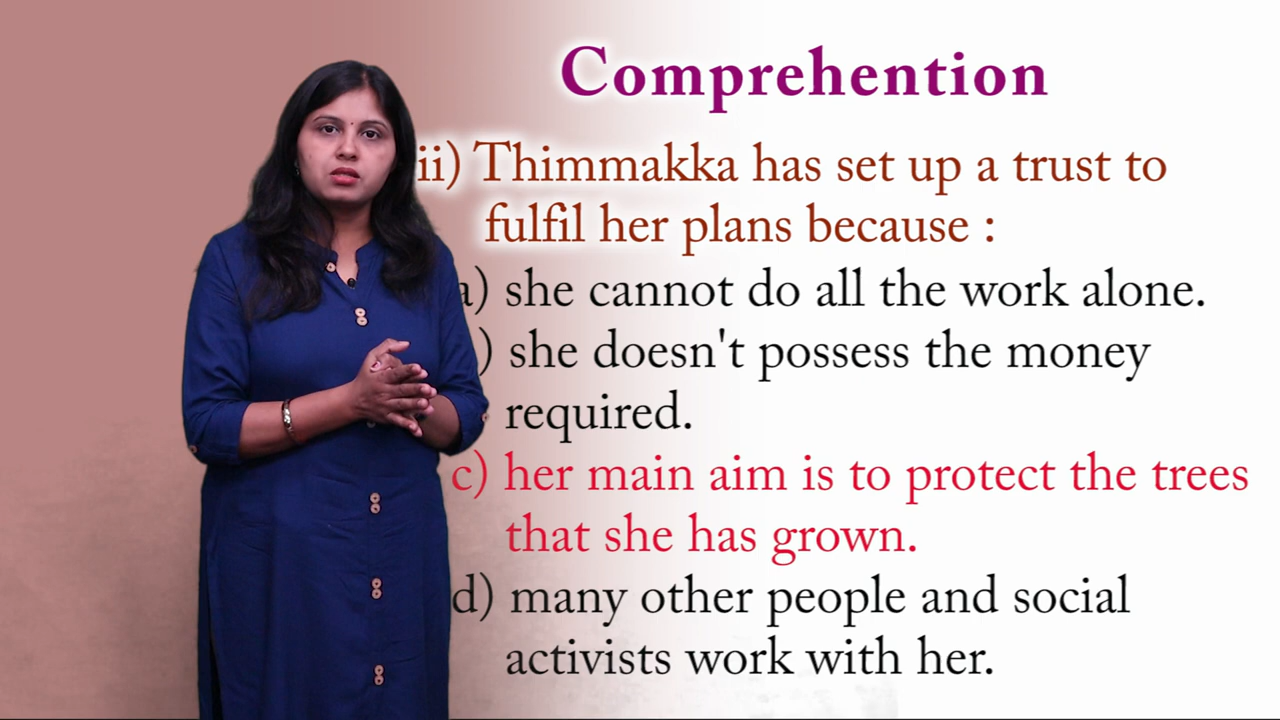 Comprehention
ii) Thimmakka has set up a trust to
fulfil her plans because :
a) she cannot do all the work alone.
) she doesn't possess the money
required.
c) her main aim is to protect the trees
that she has grown.
d) many other people and social
activists work with her.